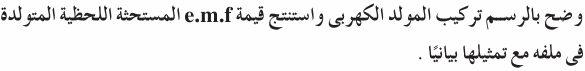 وضح بالرسم تركيب المولد الكهربى واستنتج قيمة e.m.f المستحثة اللحظية المتولدة
فى ملفه مع تمثيلها بيانيًا .